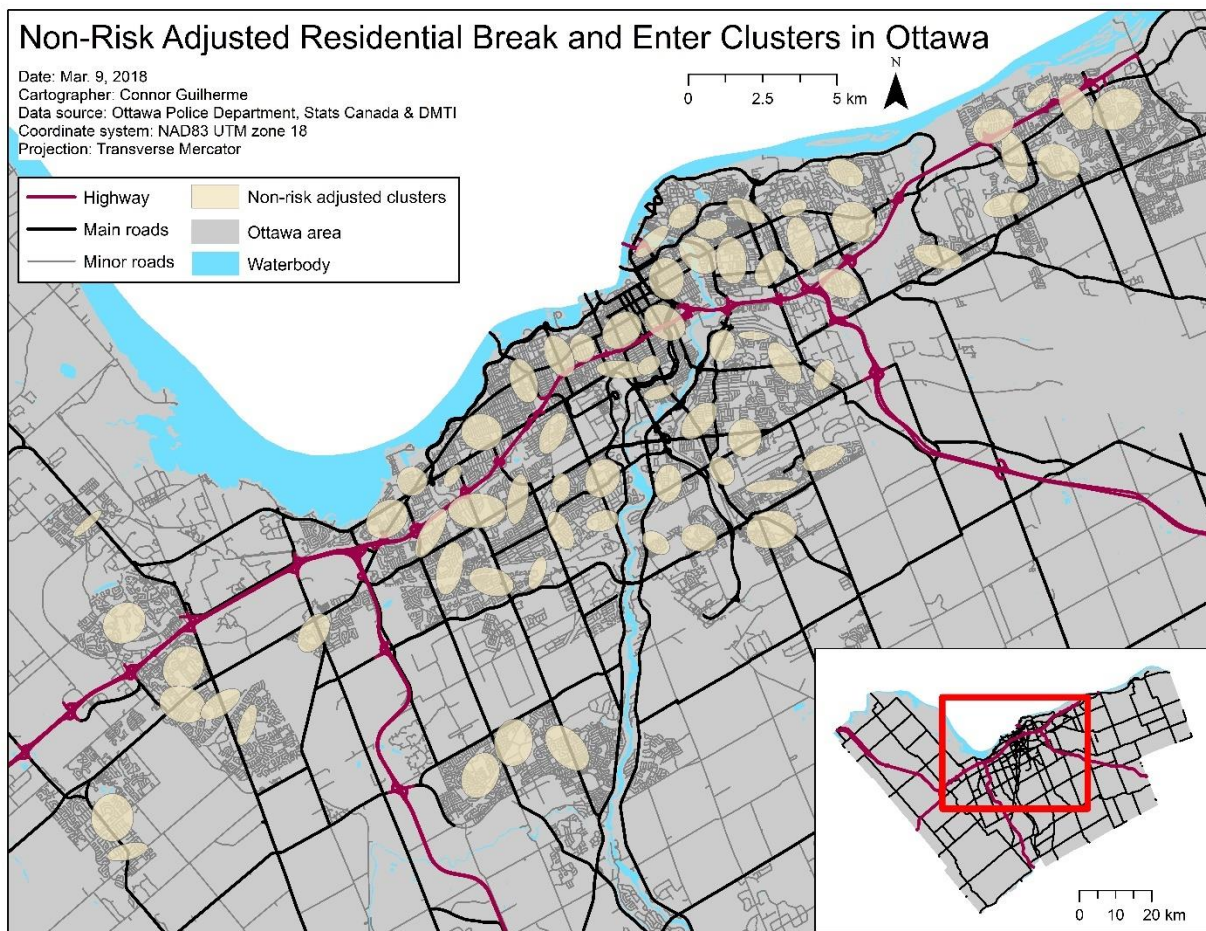 Non-Risk Adjusted Residential Break and Enter Clusters in Ottawa
Date: Mar. 9, 2018
Cartographer: Connor Guilherme
Data source: Ottawa Police Department, Stats Canada & DMTI
Coordinate system: NAD83 UTM zone 18
Projection: Transverse Mercator
0 2.5 5 km
N
Highway
Main roads
Minor roads
Non-risk adjusted clusters
Ottawa area
Waterbody
0 10 20 km